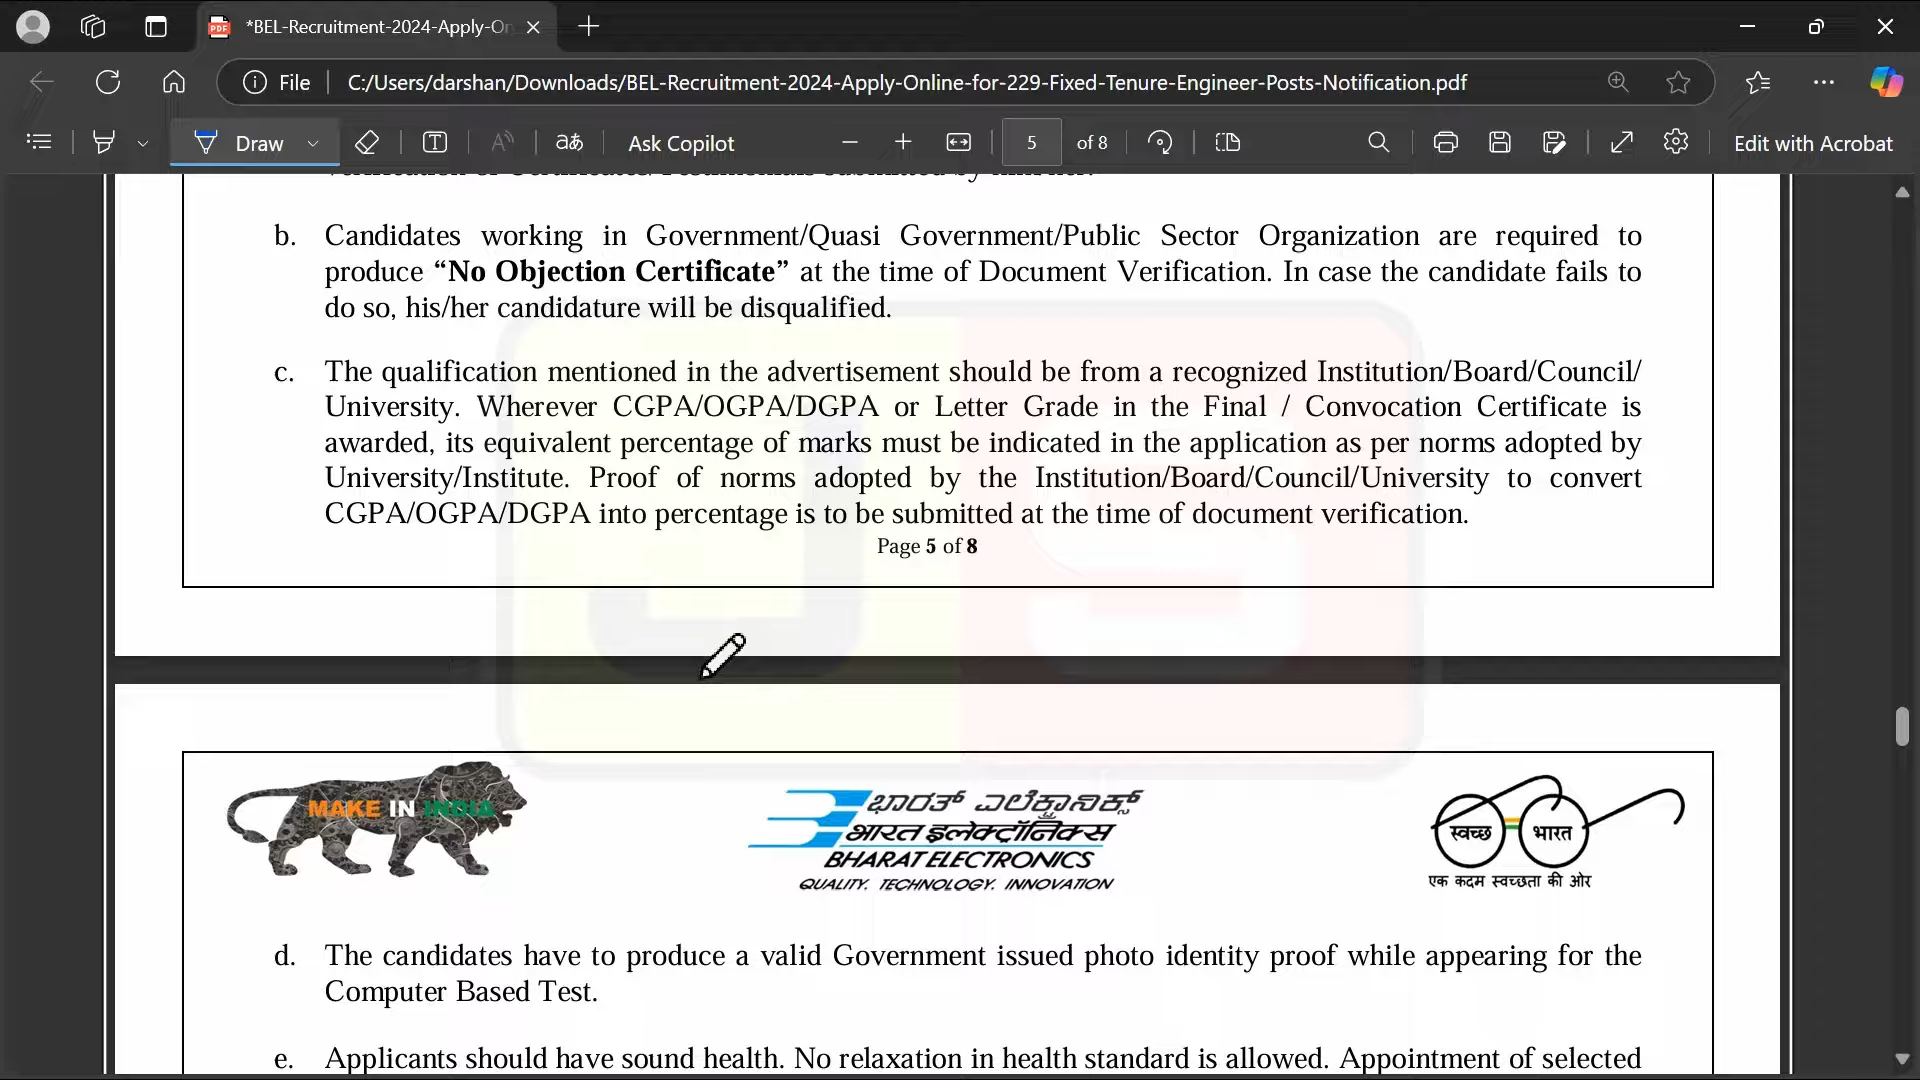 *BEL-Recruitment-2024-Apply-On
File
C:/Users/darshan/Downloads/BEL-Recruitment-2024-Apply-Online-for-229-Fixed-Tenure-Engineer-Posts-Notification.pdf
Draw
Ask Copilot
5
of 8
Edit with Acrobat
b. Candidates working in Government/Quasi Government/Public Sector Organization are required to
produce “No Objection Certificate” at the time of Document Verification. In case the candidate fails to
do so, his/her candidature will be disqualified.
c. The qualification mentioned in the advertisement should be from a recognized Institution/Board/Council/
University. Wherever CGPA/OGPA/DGPA or Letter Grade in the Final / Convocation Certificate is
awarded, its equivalent percentage of marks must be indicated in the application as per norms adopted by
University/Institute. Proof of norms adopted by the Institution/Board/Council/University to convert
CGPA/OGPA/DGPA into percentage is to be submitted at the time of document verification.
Page 5 of 8
MAKE IN INDIA
ಭಾರತ್ ಎಲೆಕ್ಟ್ರಾನಿಕ್ಸ್
भारत इलेक्ट्रॉनिक्स
BHARAT ELECTRONICS
QUALITY. TECHNOLOGY. INNOVATION
स्वच्छ भारत
एक कदम स्वच्छता की ओर
d. The candidates have to produce a valid Government issued photo identity proof while appearing for the
Computer Based Test.
e. Applicants should have sound health. No relaxation in health standard is allowed. Appointment of selected